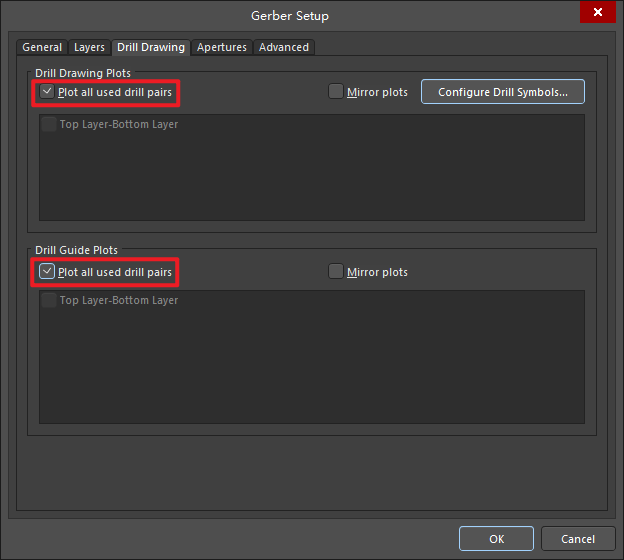 Gerber Setup
General Layers Drill Drawing Apertures Advanced
Drill Drawing Plots
Plot all used drill pairs Mirror plots Configure Drill Symbols...
Top Layer-Bottom Layer
Drill Guide Plots
Plot all used drill pairs Mirror plots
Top Layer-Bottom Layer
OK Cancel